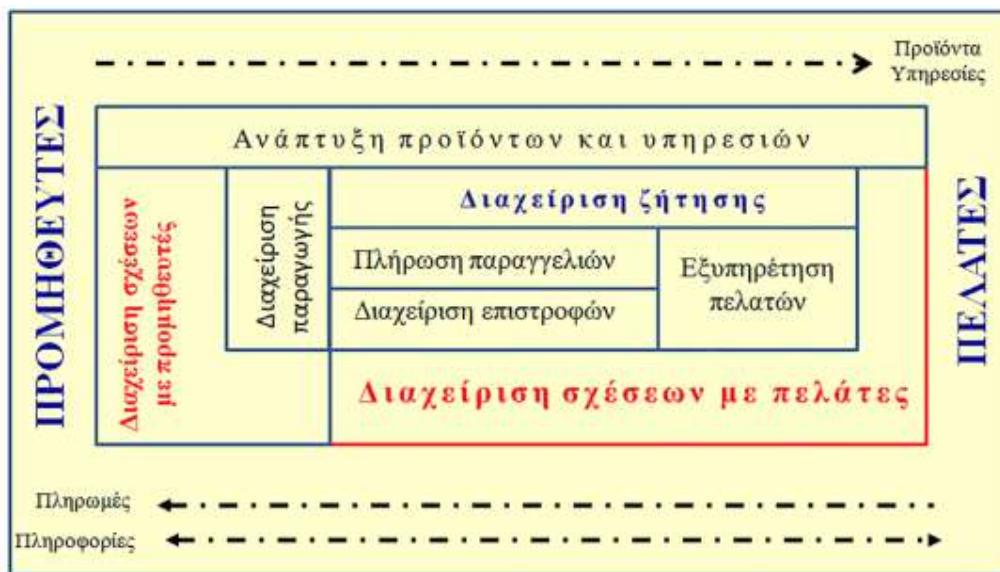 Προϊόντα
Υπηρεσίες
ΠΡΟΜΗΘΕΥΤΕΣ
Ανάπτυξη προϊόντων και υπηρεσιών
Διαχείριση σχέσεων
με προμηθευτές
Διαχείριση
παραγωγής
Διαχείριση ζήτησης
Πλήρωση παραγγελιών
Διαχείριση επιστροφών
Εξυπηρέτηση
πελατών
Διαχείριση σχέσεων με πελάτες
ΠΕΛΑΤΕΣ
Πληρωμές
Πληροφορίες